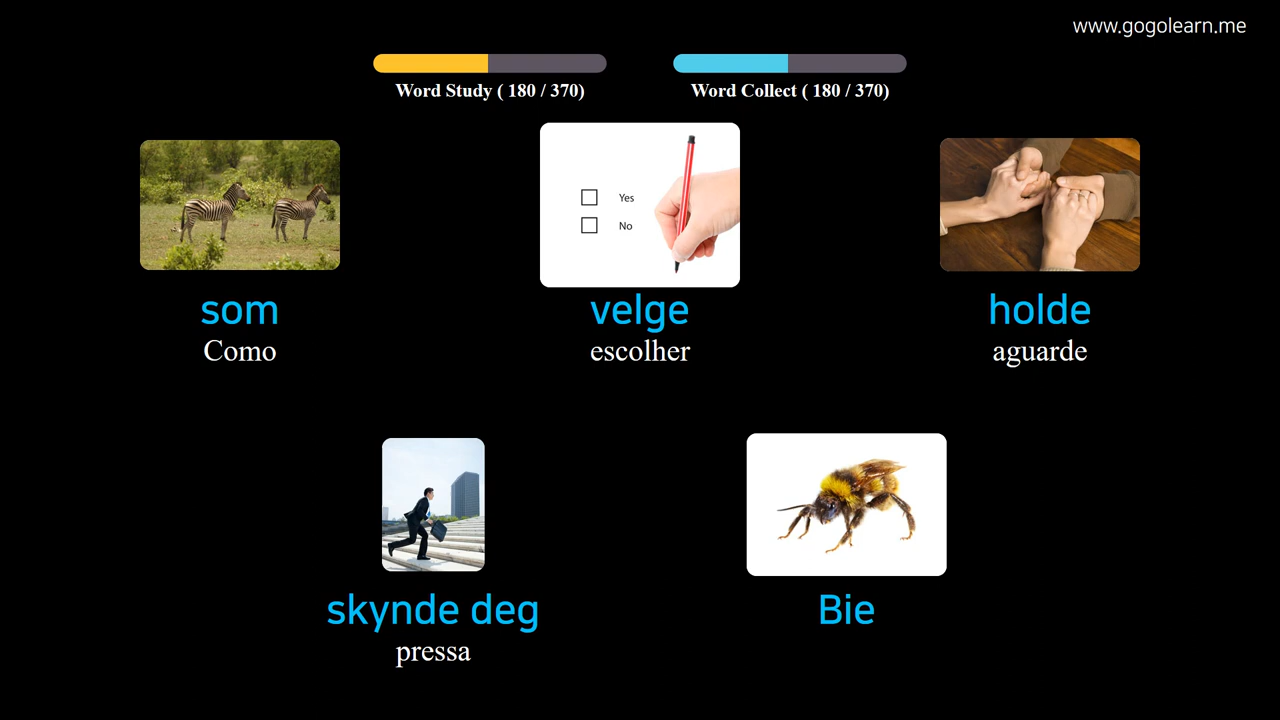 www.gogolearn.me
Word Study ( 180 / 370)
Word Collect ( 180 / 370)
Yes
No
som
Como
velge
escolher
holde
aguarde
skynde deg
pressa
Bie